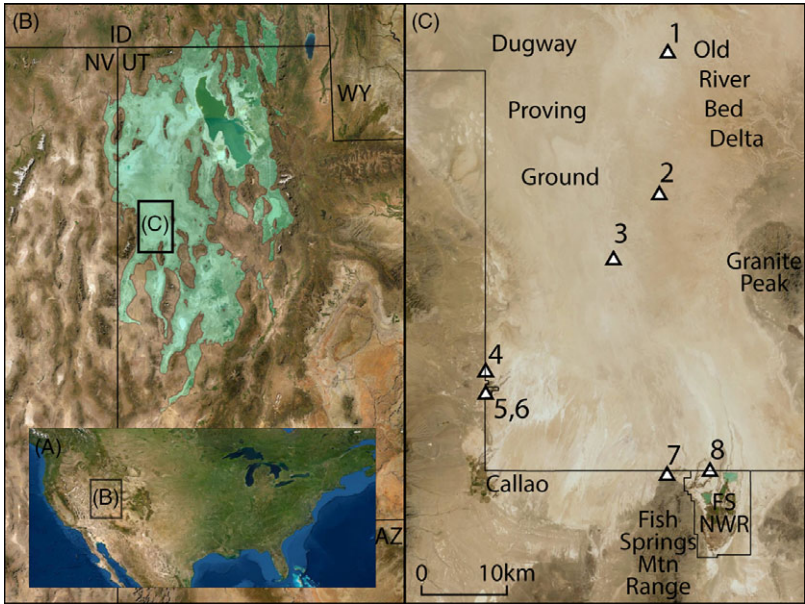 (B)
ID
NV UT
WY
(C)
(A)
(B)
AZ
(C)
Dugway
1
Old
River
Bed
Delta
Proving
Ground
2
3
Granite
Peak
4
5,6
7
8
Callao
FS
NWR
Fish
Springs
Mtn
Range
0 10km